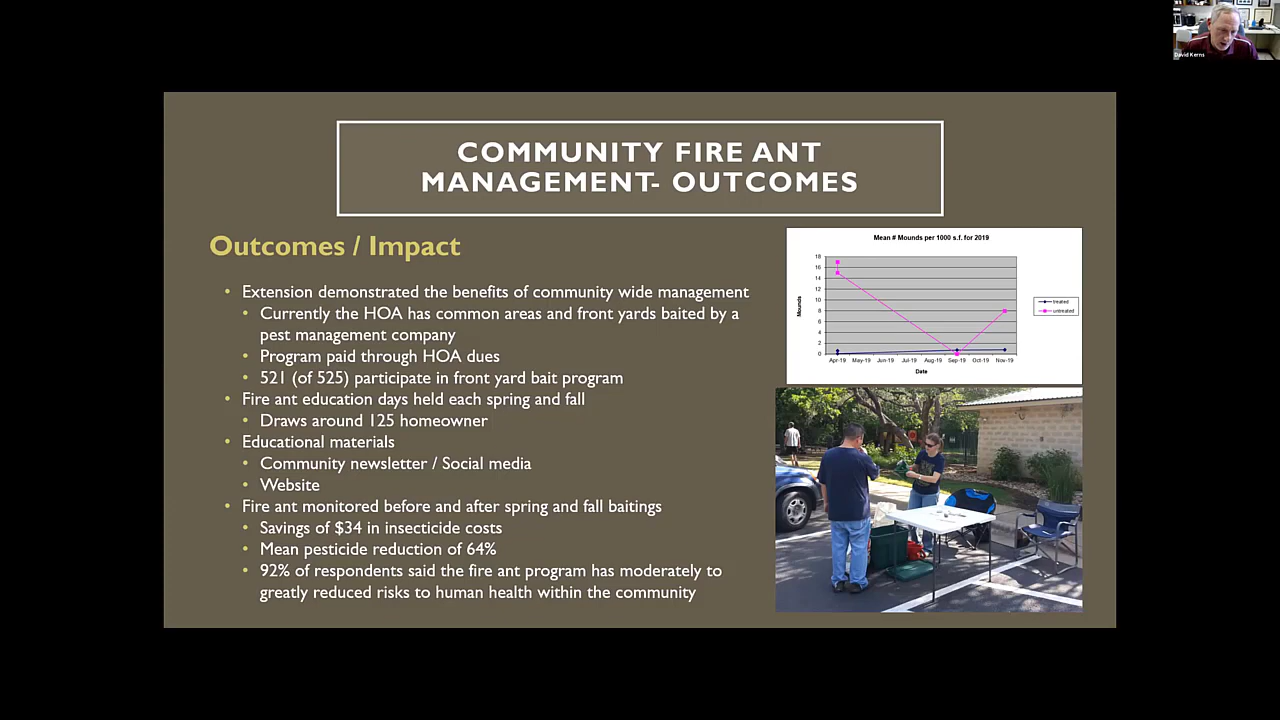 David Kerns
COMMUNITY FIRE ANT
MANAGEMENT- OUTCOMES
Outcomes / Impact
• Extension demonstrated the benefits of community wide management
• Currently the HOA has common areas and front yards baited by a
pest management company
• Program paid through HOA dues
• 521 (of 525) participate in front yard bait program
• Fire ant education days held each spring and fall
• Draws around 125 homeowner
• Educational materials
• Community newsletter / Social media
• Website
• Fire ant monitored before and after spring and fall baitings
• Savings of $34 in insecticide costs
• Mean pesticide reduction of 64%
• 92% of respondents said the fire ant program has moderately to
greatly reduced risks to human health within the community
Mean # Mounds per 1000 s.f. for 2019
Mounds
18
16
14
12
10
8
6
4
2
0
Apr-19 May-19 Jun-19 Jul-19 Aug-19 Sep-19 Oct-19 Nov-19
Date
treated
untreated